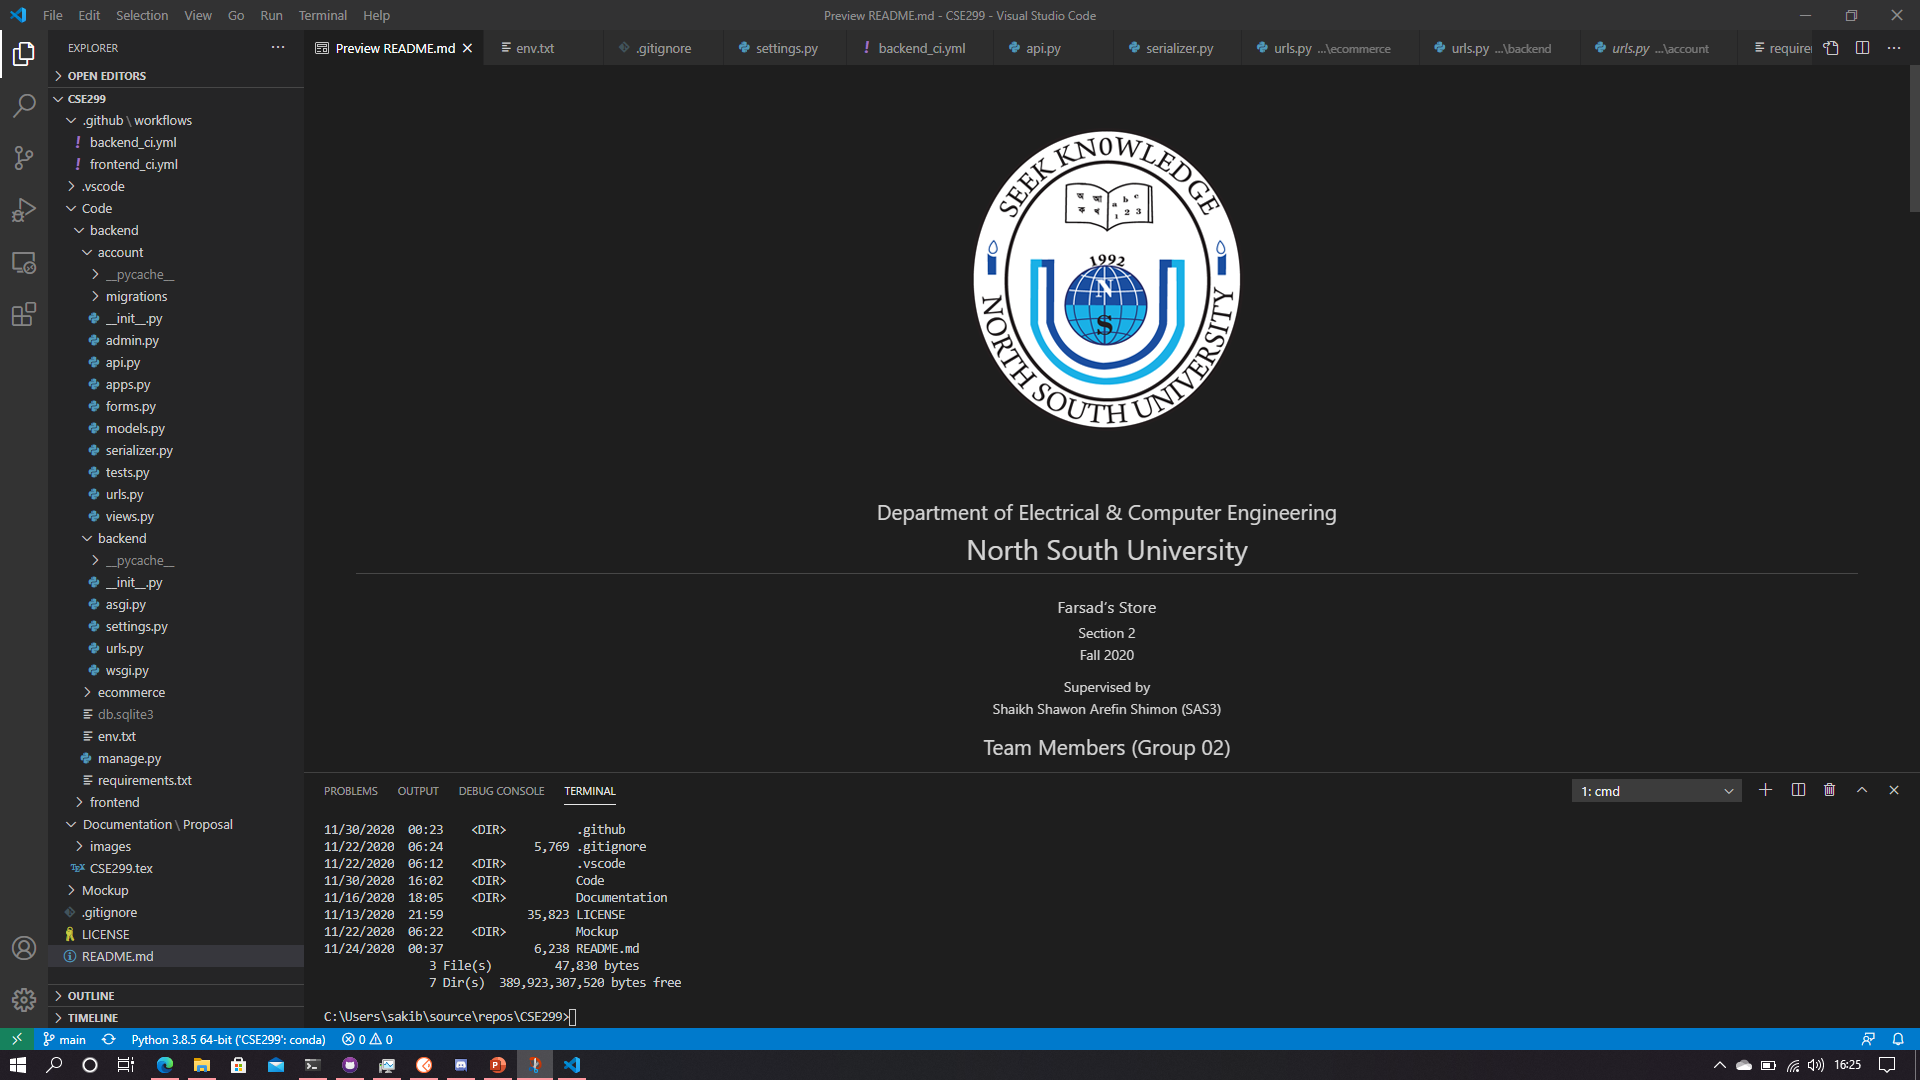 File Edit Selection View Go Run Terminal Help
Preview README.md - CSE299 - Visual Studio Code
EXPLORER
OPEN EDITORS
CSE299
.github \ workflows
backend_ci.yml
frontend_ci.yml
.vscode
Code
backend
account
__pycache__
migrations
__init__.py
admin.py
api.py
apps.py
forms.py
models.py
serializer.py
tests.py
urls.py
views.py
backend
__pycache__
__init__.py
asgi.py
settings.py
urls.py
wsgi.py
ecommerce
db.sqlite3
env.txt
manage.py
requirements.txt
frontend
Documentation \ Proposal
images
CSE299.tex
Mockup
.gitignore
LICENSE
README.md
OUTLINE
TIMELINE
Preview README.md env.txt .gitignore settings.py backend_ci.yml api.py serializer.py urls.py ...\ecommerce urls.py ...\backend urls.py ...\account require
SEEK KN0WLEDGE
অ আ a b c
ক খ 1 2 3
1992
N
S
NORTH SOUTH UNIVERSITY
Department of Electrical & Computer Engineering
North South University
Farsad's Store
Section 2
Fall 2020
Supervised by
Shaikh Shawon Arefin Shimon (SAS3)
Team Members (Group 02)
PROBLEMS OUTPUT DEBUG CONSOLE TERMINAL
1: cmd
11/30/2020 00:23 <DIR> .github
11/22/2020 06:24 5,769 .gitignore
11/22/2020 06:12 <DIR> .vscode
11/30/2020 16:02 <DIR> Code
11/16/2020 18:05 <DIR> Documentation
11/13/2020 21:59 35,823 LICENSE
11/22/2020 06:22 <DIR> Mockup
11/24/2020 00:37 6,238 README.md
3 File(s) 47,830 bytes
7 Dir(s) 389,923,307,520 bytes free
C:\Users\sakib\source\repos\CSE299>
main
Python 3.8.5 64-bit ('CSE299': conda)
0 0
16:25